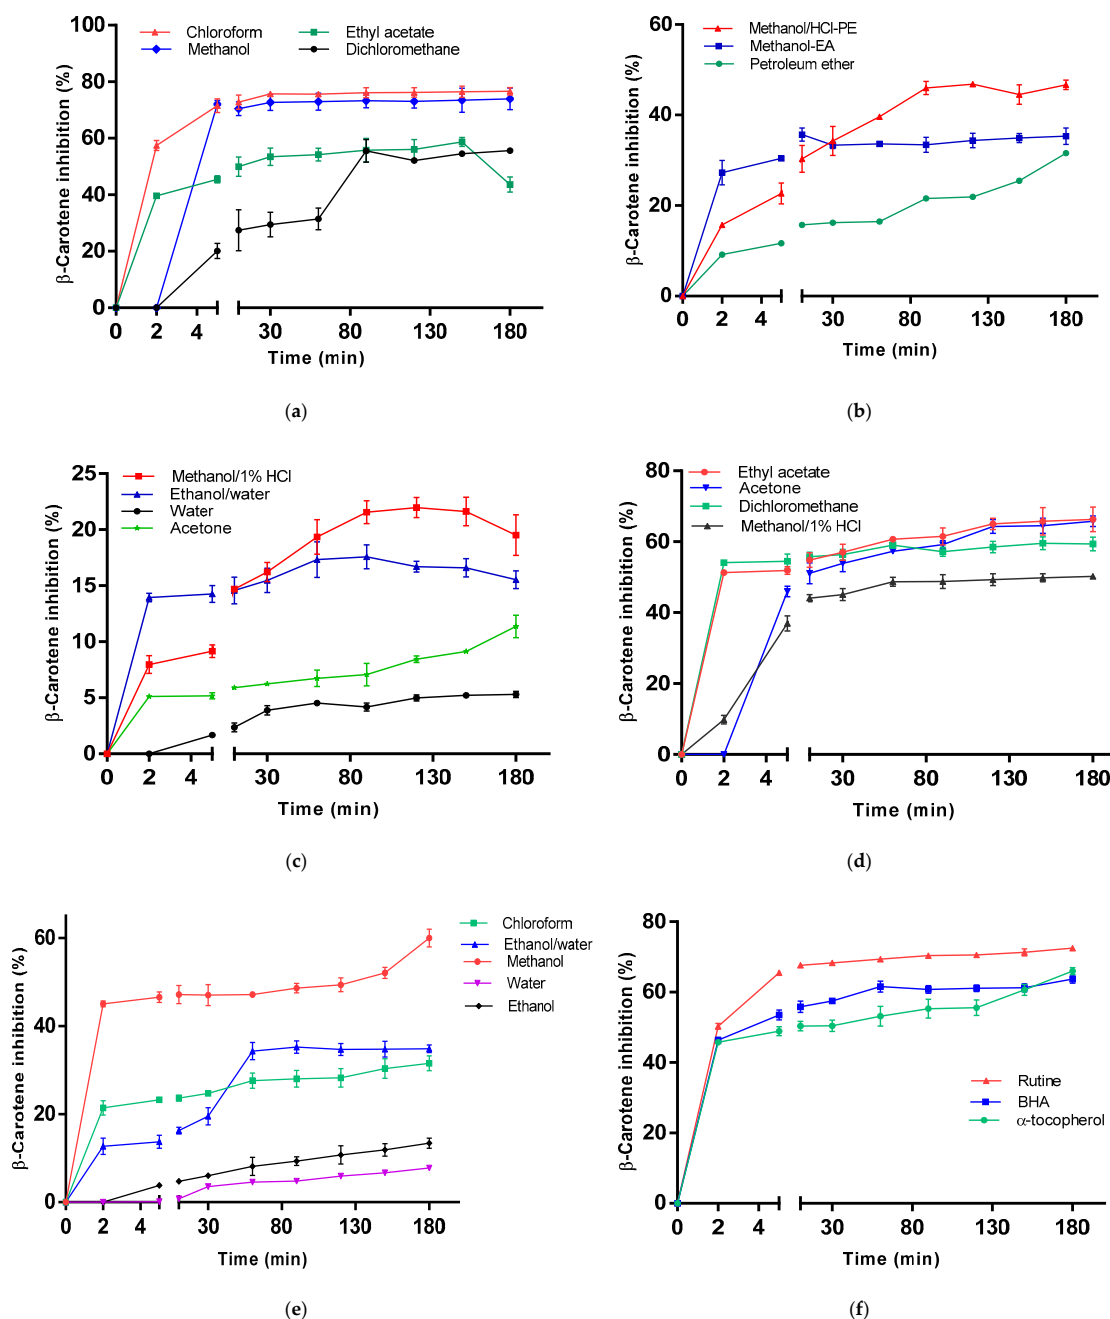 Chloroform
Methanol
Ethyl acetate
Dichloromethane
β-Carotene inhibition (%)
100
80
60
40
20
0
0 2 4 30 80 130 180
Time (min)
(a)
Methanol/HCl-PE
Methanol-EA
Petroleum ether
β-Carotene inhibition (%)
60
40
20
0
0 2 4 30 80 130 180
Time (min)
(b)
Methanol/1% HCl
Ethanol/water
Water
Acetone
β-Carotene inhibition (%)
25
20
15
10
5
0
0 2 4 30 80 130 180
Time (min)
(c)
Ethyl acetate
Acetone
Dichloromethane
Methanol/1% HCl
β-Carotene inhibition (%)
80
60
40
20
0
0 2 4 30 80 130 180
Time (min)
(d)
Chloroform
Ethanol/water
Methanol
Water
Ethanol
β-Carotene inhibition (%)
60
40
20
0
0 2 4 30 80 130 180
Time (min)
(e)
Rutine
BHA
α-tocopherol
β-Carotene inhibition (%)
80
60
40
20
0
0 2 4 30 80 130 180
Time (min)
(f)